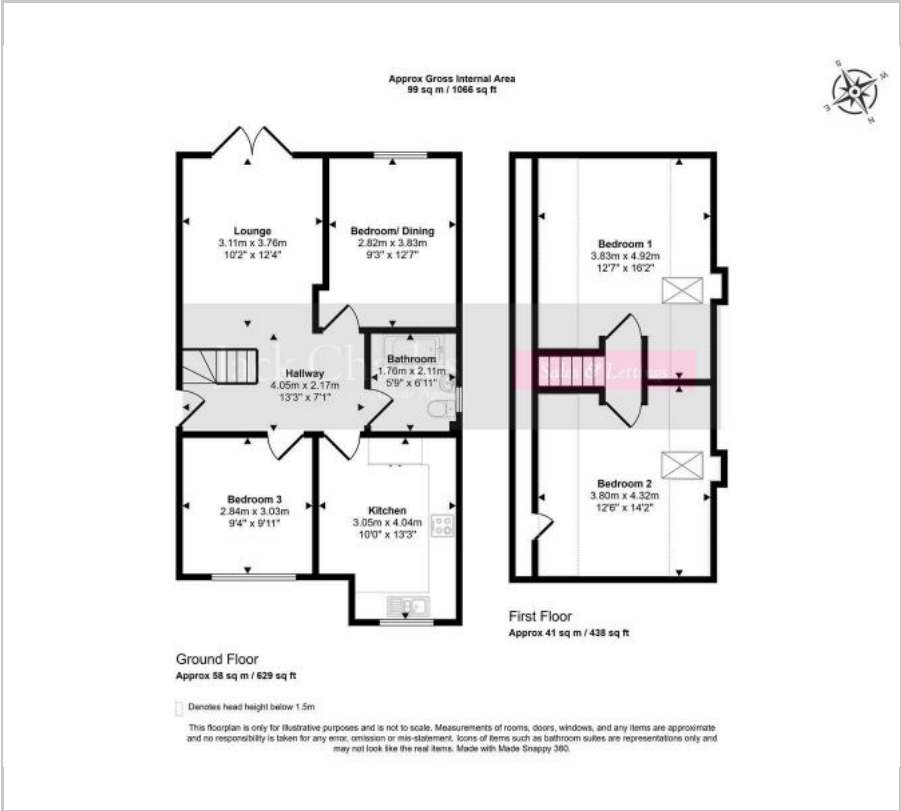 Approx Gross Internal Area
99 sq m / 1066 sq ft
S
W
E
N
Lounge
3.11m x 3.76m
10'2" x 12'4"
Bedroom/ Dining
2.82m x 3.83m
9'3" x 12'7"
Bathroom
1.76m x 2.11m
5'9" x 6'11"
Hallway
4.05m x 2.17m
13'3" x 7'1"
Bedroom 3
2.84m x 3.03m
9'4" x 9'11"
Kitchen
3.05m x 4.04m
10'0" x 13'3"
Ground Floor
Approx 58 sq m / 629 sq ft
Bedroom 1
3.83m x 4.92m
12'7" x 16'2"
Sales & Lettings
Bedroom 2
3.80m x 4.32m
12'6" x 14'2"
First Floor
Approx 41 sq m / 438 sq ft
Denotes head height below 1.5m
This floorplan is only for illustrative purposes and is not to scale. Measurements of rooms, doors, windows, and any items are approximate
and no responsibility is taken for any error, omission or mis-statement. Icons of items such as bathroom suites are representations only and
may not look like the real items. Made with Made Snappy 360.